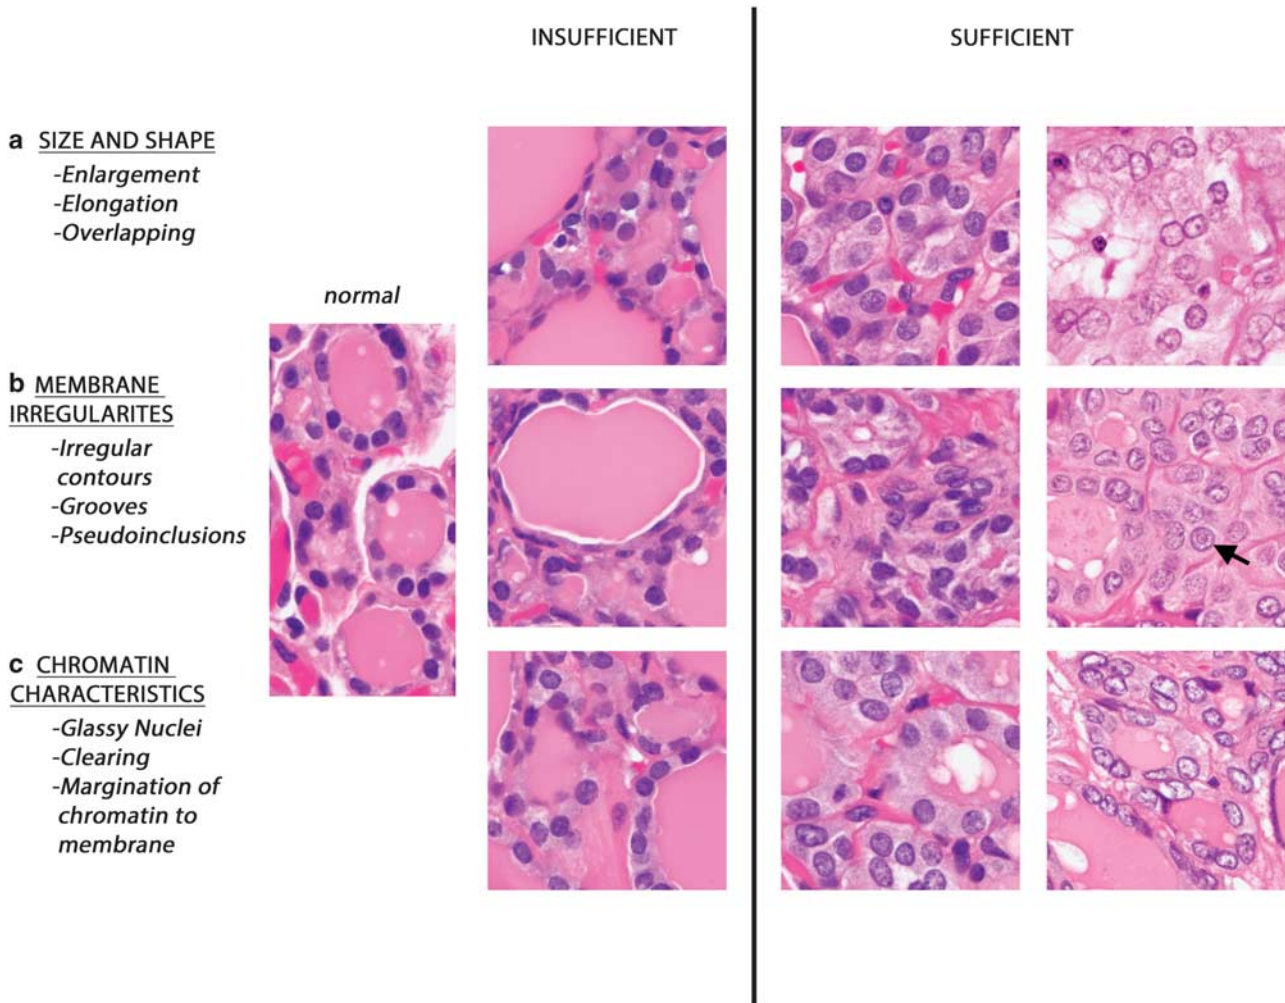 INSUFFICIENT
SUFFICIENT
a SIZE AND SHAPE
-Enlargement
-Elongation
-Overlapping
normal
b MEMBRANE
IRREGULARITES
-Irregular
contours
-Grooves
-Pseudoinclusions
c CHROMATIN
CHARACTERISTICS
-Glassy Nuclei
-Clearing
-Margination of
chromatin to
membrane